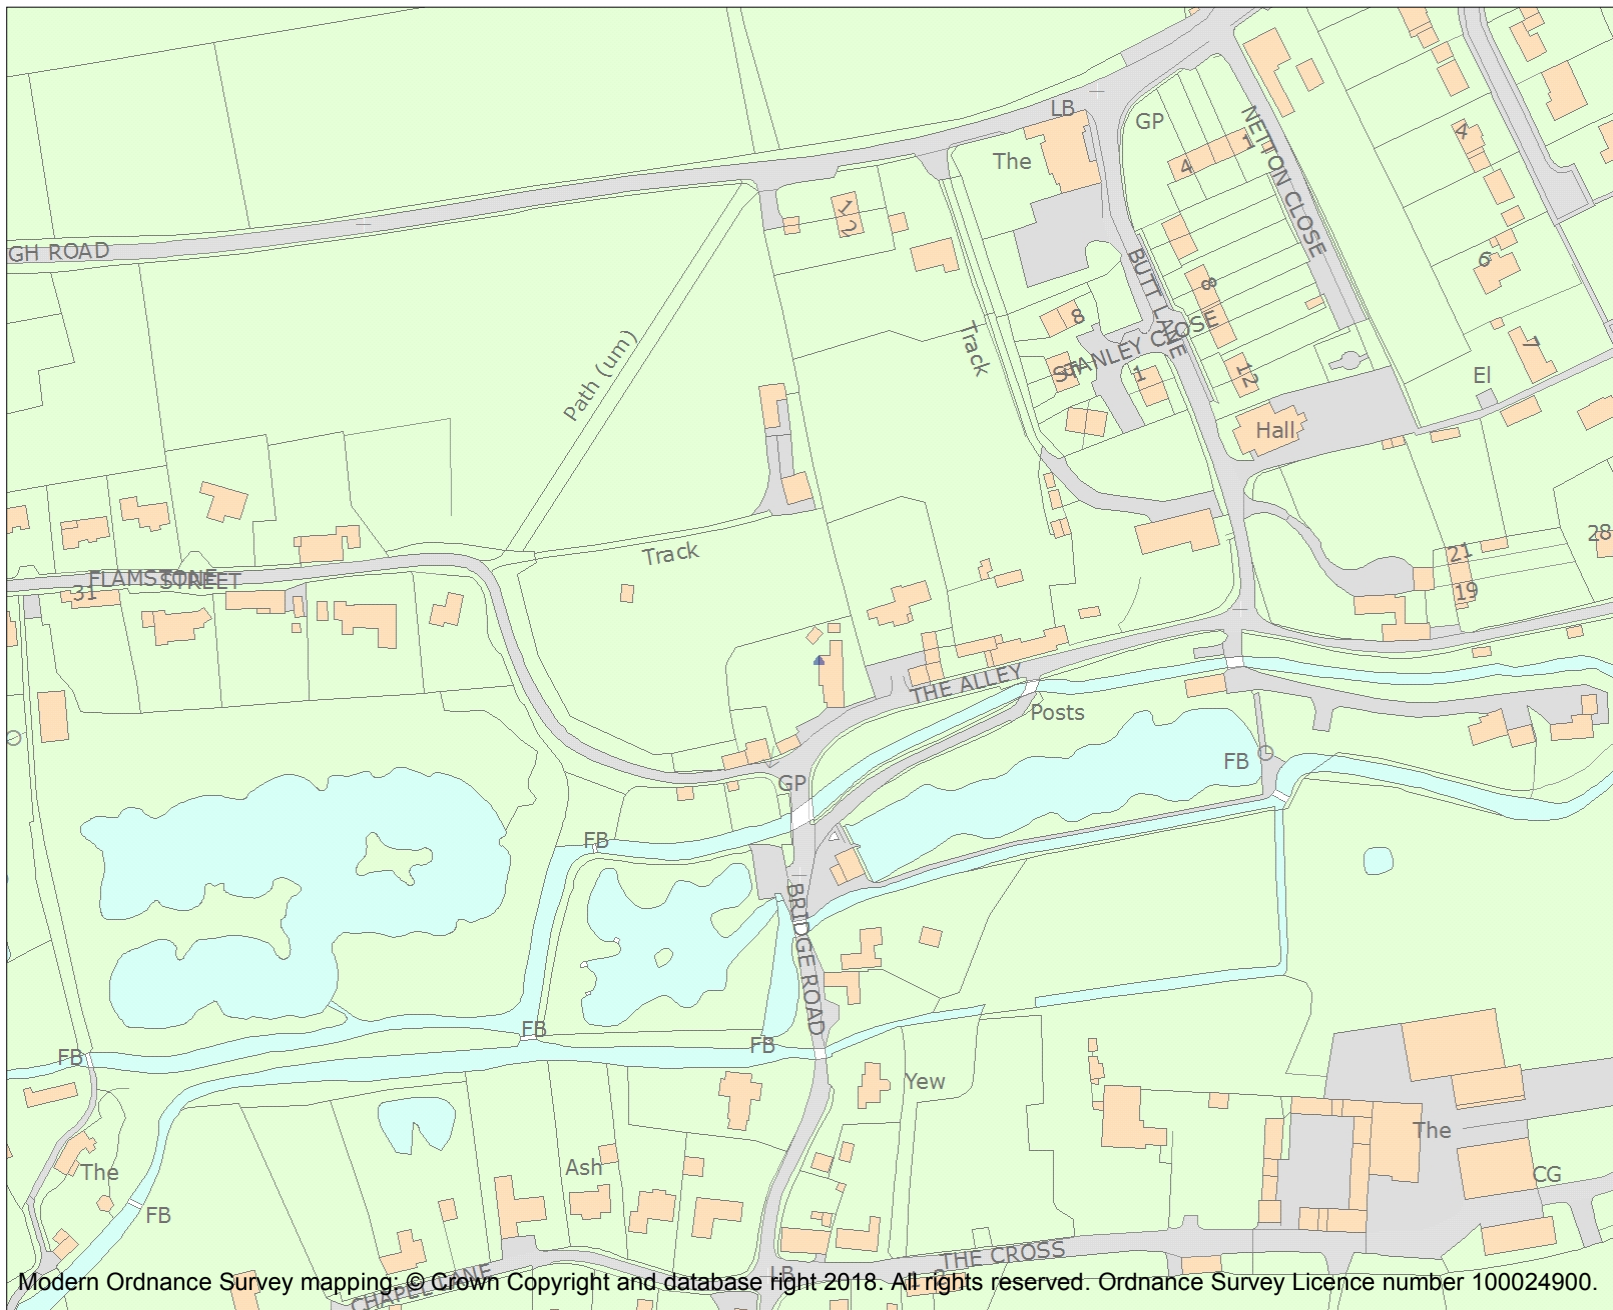 LB
GP
The
1
4
NETTON CLOSE
4
GH ROAD
1
2
BUTT LANE
6
8
8
STANLEY CLOSE
Track
Path (um)
1
7
12
El
Hall
28
21
19
Track
FLAMSTONE STREET
31
THE ALLEY
Posts
FB
GP
FB
BRIDGE ROAD
FB
FB
FB
Yew
The
Ash
The
CG
FB
THE CROSS
LB
CHAPEL LANE
Modern Ordnance Survey mapping: © Crown Copyright and database right 2018. All rights reserved. Ordnance Survey Licence number 100024900.